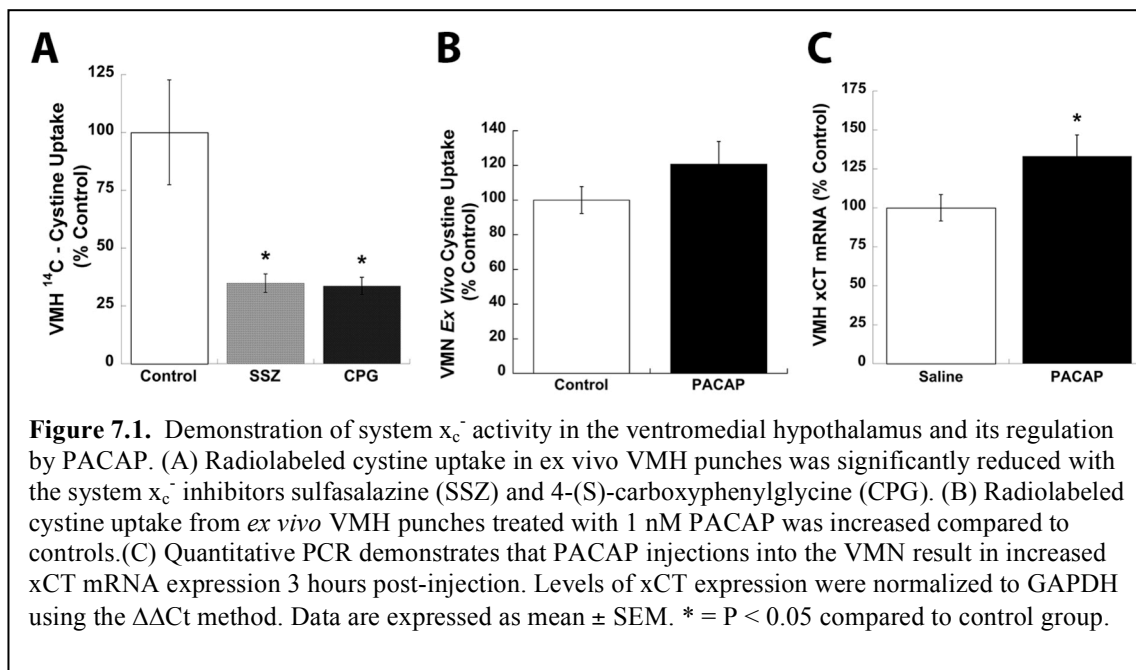 A
VMH ¹⁴C - Cystine Uptake
(% Control)
125
100
75
50
25
0
*
*
Control
SSZ
CPG
B
VMN Ex Vivo Cystine Uptake
(% Control)
140
120
100
80
60
40
20
0
Control
PACAP
C
VMH xCT mRNA (% Control)
175
150
125
100
75
50
25
0
*
Saline
PACAP
Figure 7.1. Demonstration of system xc⁻ activity in the ventromedial hypothalamus and its regulation
by PACAP. (A) Radiolabeled cystine uptake in ex vivo VMH punches was significantly reduced with
the system xc⁻ inhibitors sulfasalazine (SSZ) and 4-(S)-carboxyphenylglycine (CPG). (B) Radiolabeled
cystine uptake from ex vivo VMH punches treated with 1 nM PACAP was increased compared to
controls.(C) Quantitative PCR demonstrates that PACAP injections into the VMN result in increased
xCT mRNA expression 3 hours post-injection. Levels of xCT expression were normalized to GAPDH
using the ΔΔCt method. Data are expressed as mean ± SEM. * = P < 0.05 compared to control group.